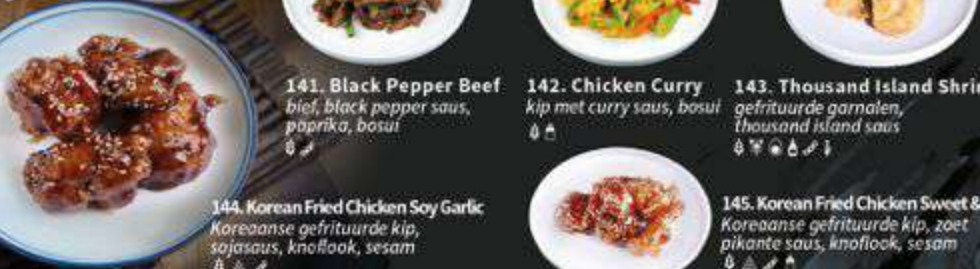 141. Black Pepper Beef
bief, black pepper saus,
paprika, bosui
142. Chicken Curry
kip met curry saus, bosui
143. Thousand Island Shri
gefrituurde garnalen,
thousand island saus
144. Korean Fried Chicken Soy Garlic
Koreaanse gefrituurde kip,
sojasaus, knoflook, sesam
145. Korean Fried Chicken Sweet &
Koreaanse gefrituurde kip, zoet
pikante saus, knoflook, sesam